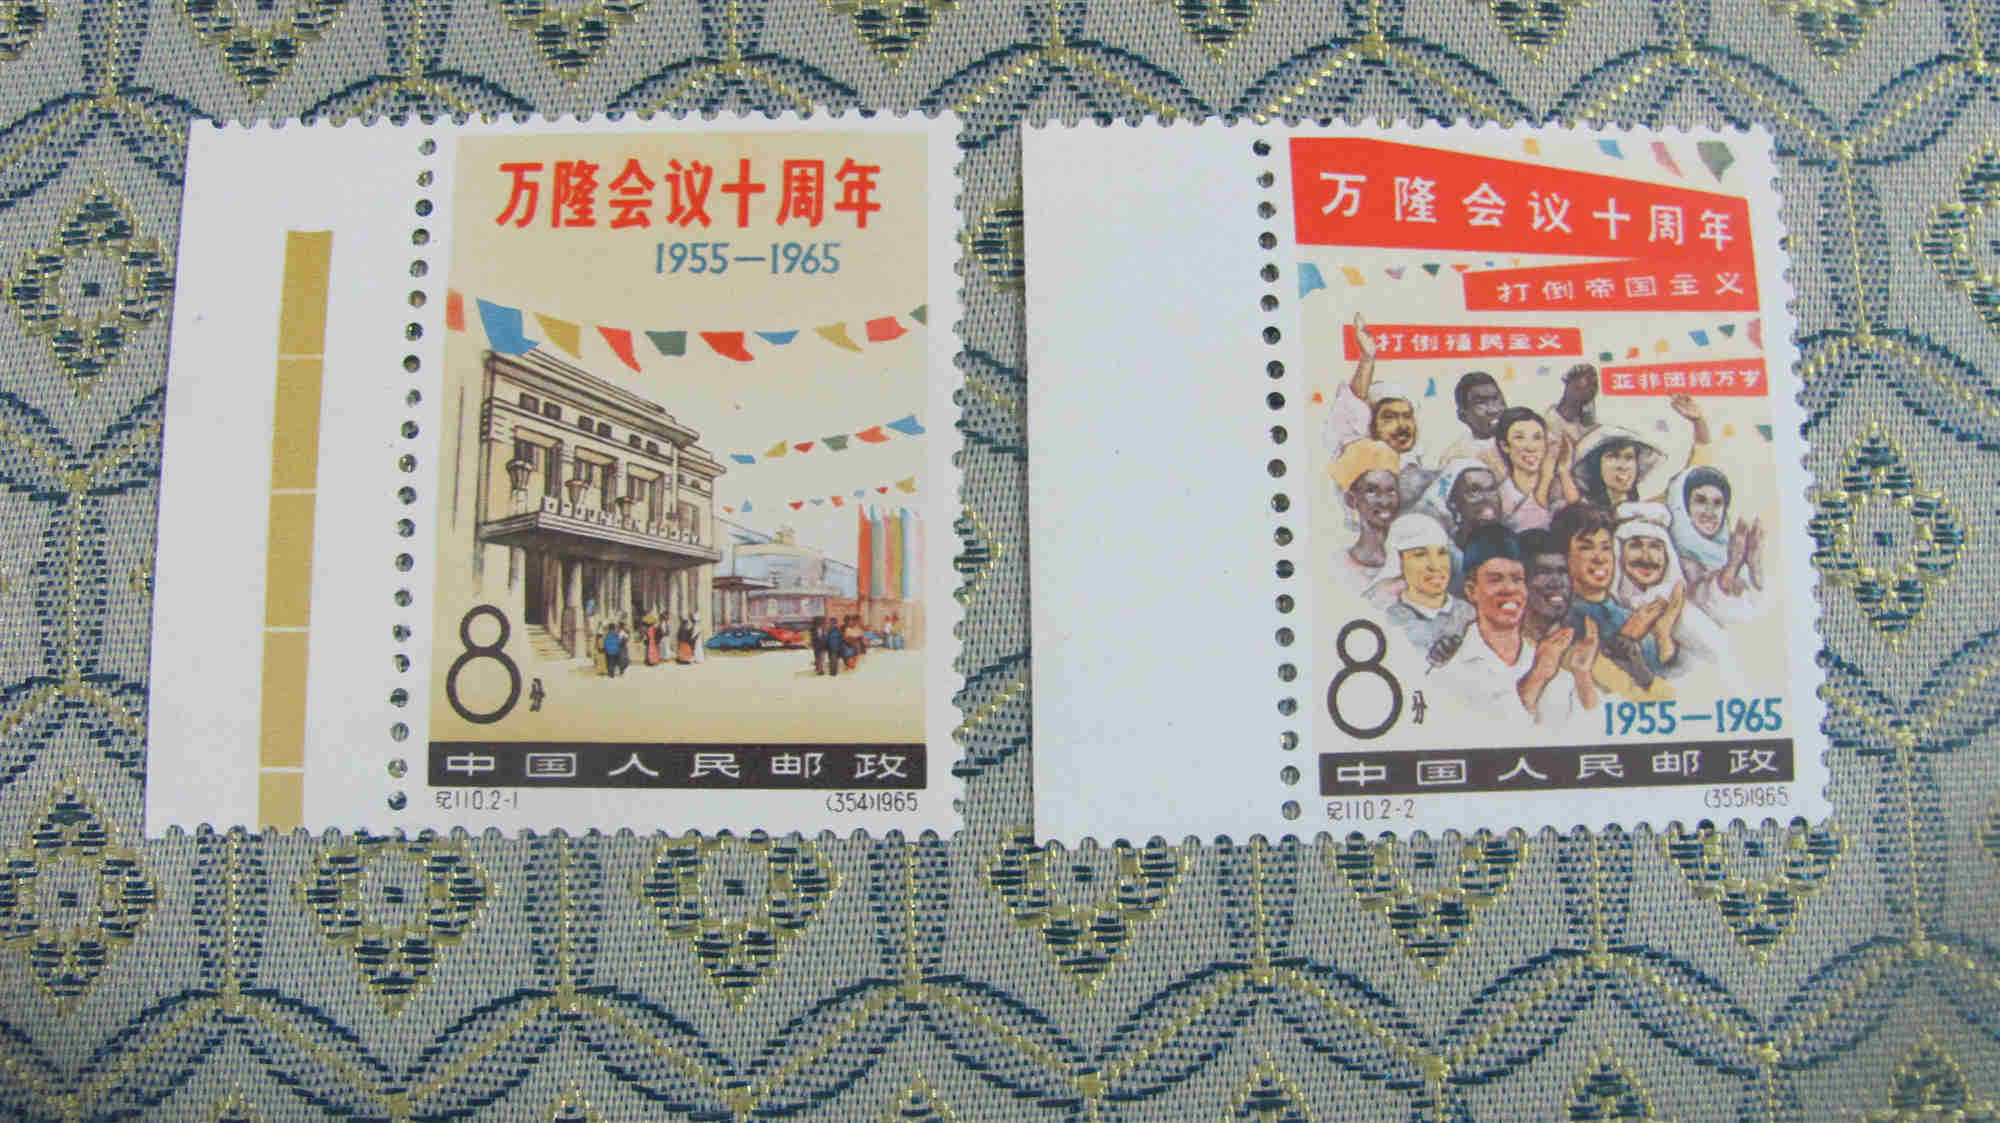 万隆会议十周年
1955—1965
8分
中国人民邮政
纪110.2-1 (354)1965
万隆会议十周年
打倒帝国主义
打倒殖民主义
亚非团结万岁
8分
1955—1965
中国人民邮政
纪110.2-2 (355)1965